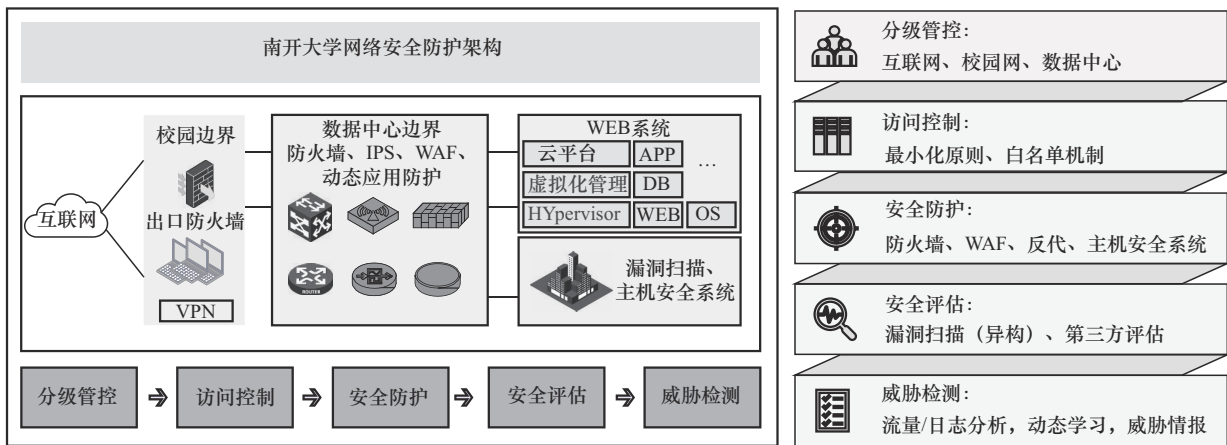 南开大学网络安全防护架构
互联网
校园边界
出口防火墙
VPN
数据中心边界
防火墙、IPS、WAF、
动态应用防护
ROUTER
WEB系统
云平台 APP …
虚拟化管理 DB
HYpervisor WEB OS
漏洞扫描、
主机安全系统
分级管控
访问控制
安全防护
安全评估
威胁检测
分级管控：
互联网、校园网、数据中心
访问控制：
最小化原则、白名单机制
安全防护：
防火墙、WAF、反代、主机安全系统
安全评估：
漏洞扫描（异构）、第三方评估
威胁检测：
流量/日志分析，动态学习，威胁情报